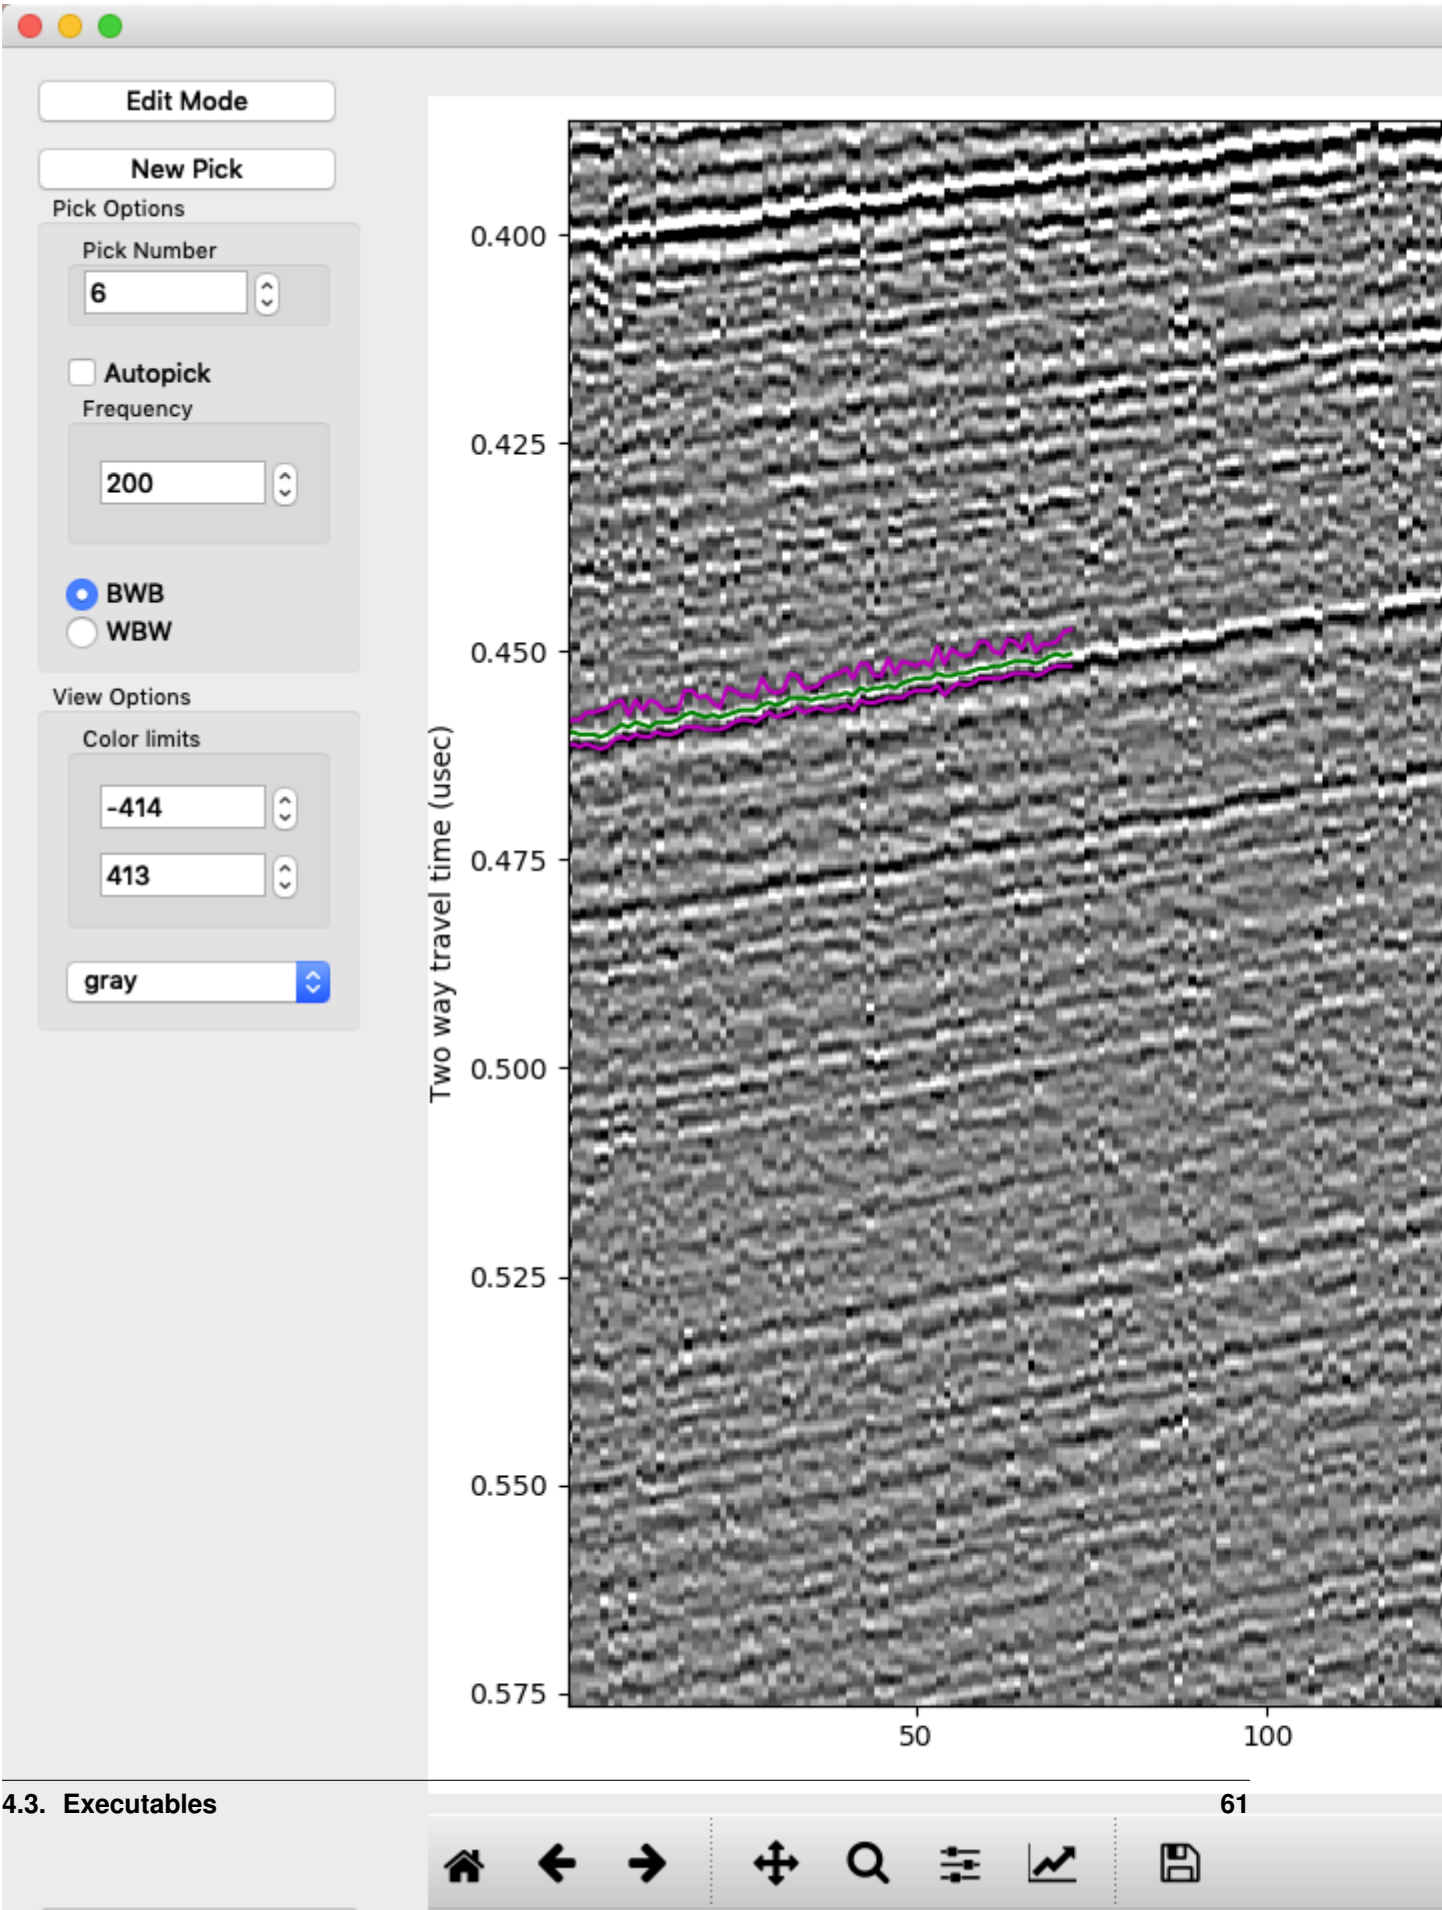 Edit Mode
New Pick
Pick Options
Pick Number
6
Autopick
Frequency
200
BWB
WBW
View Options
Color limits
-414
413
gray
Two way travel time (usec)
0.400
0.425
0.450
0.475
0.500
0.525
0.550
0.575
50 100
4.3. Executables 61